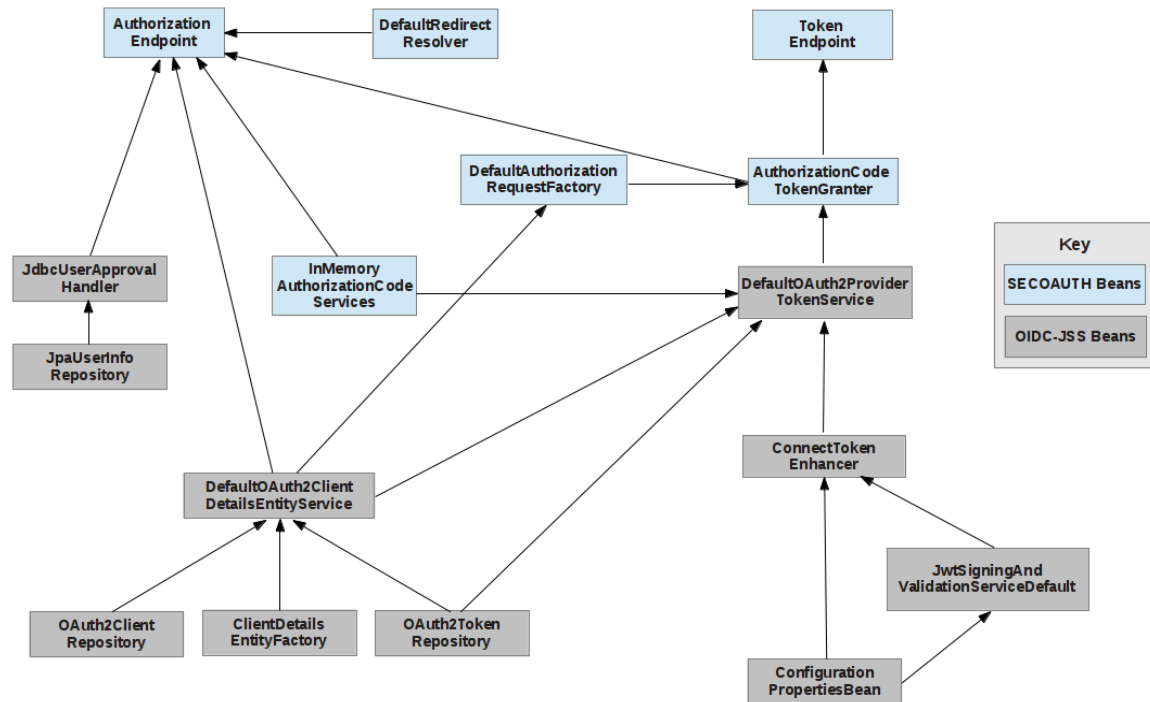 Authorization
Endpoint
DefaultRedirect
Resolver
Token
Endpoint
DefaultAuthorization
RequestFactory
AuthorizationCode
TokenGranter
JdbcUserApproval
Handler
InMemory
AuthorizationCode
Services
DefaultOAuth2Provider
TokenService
Key
SECOAUTH Beans
OIDC-JSS Beans
JpaUserInfo
Repository
ConnectToken
Enhancer
DefaultOAuth2Client
DetailsEntityService
JwtSigningAnd
ValidationServiceDefault
OAuth2Client
Repository
ClientDetails
EntityFactory
OAuth2Token
Repository
Configuration
PropertiesBean